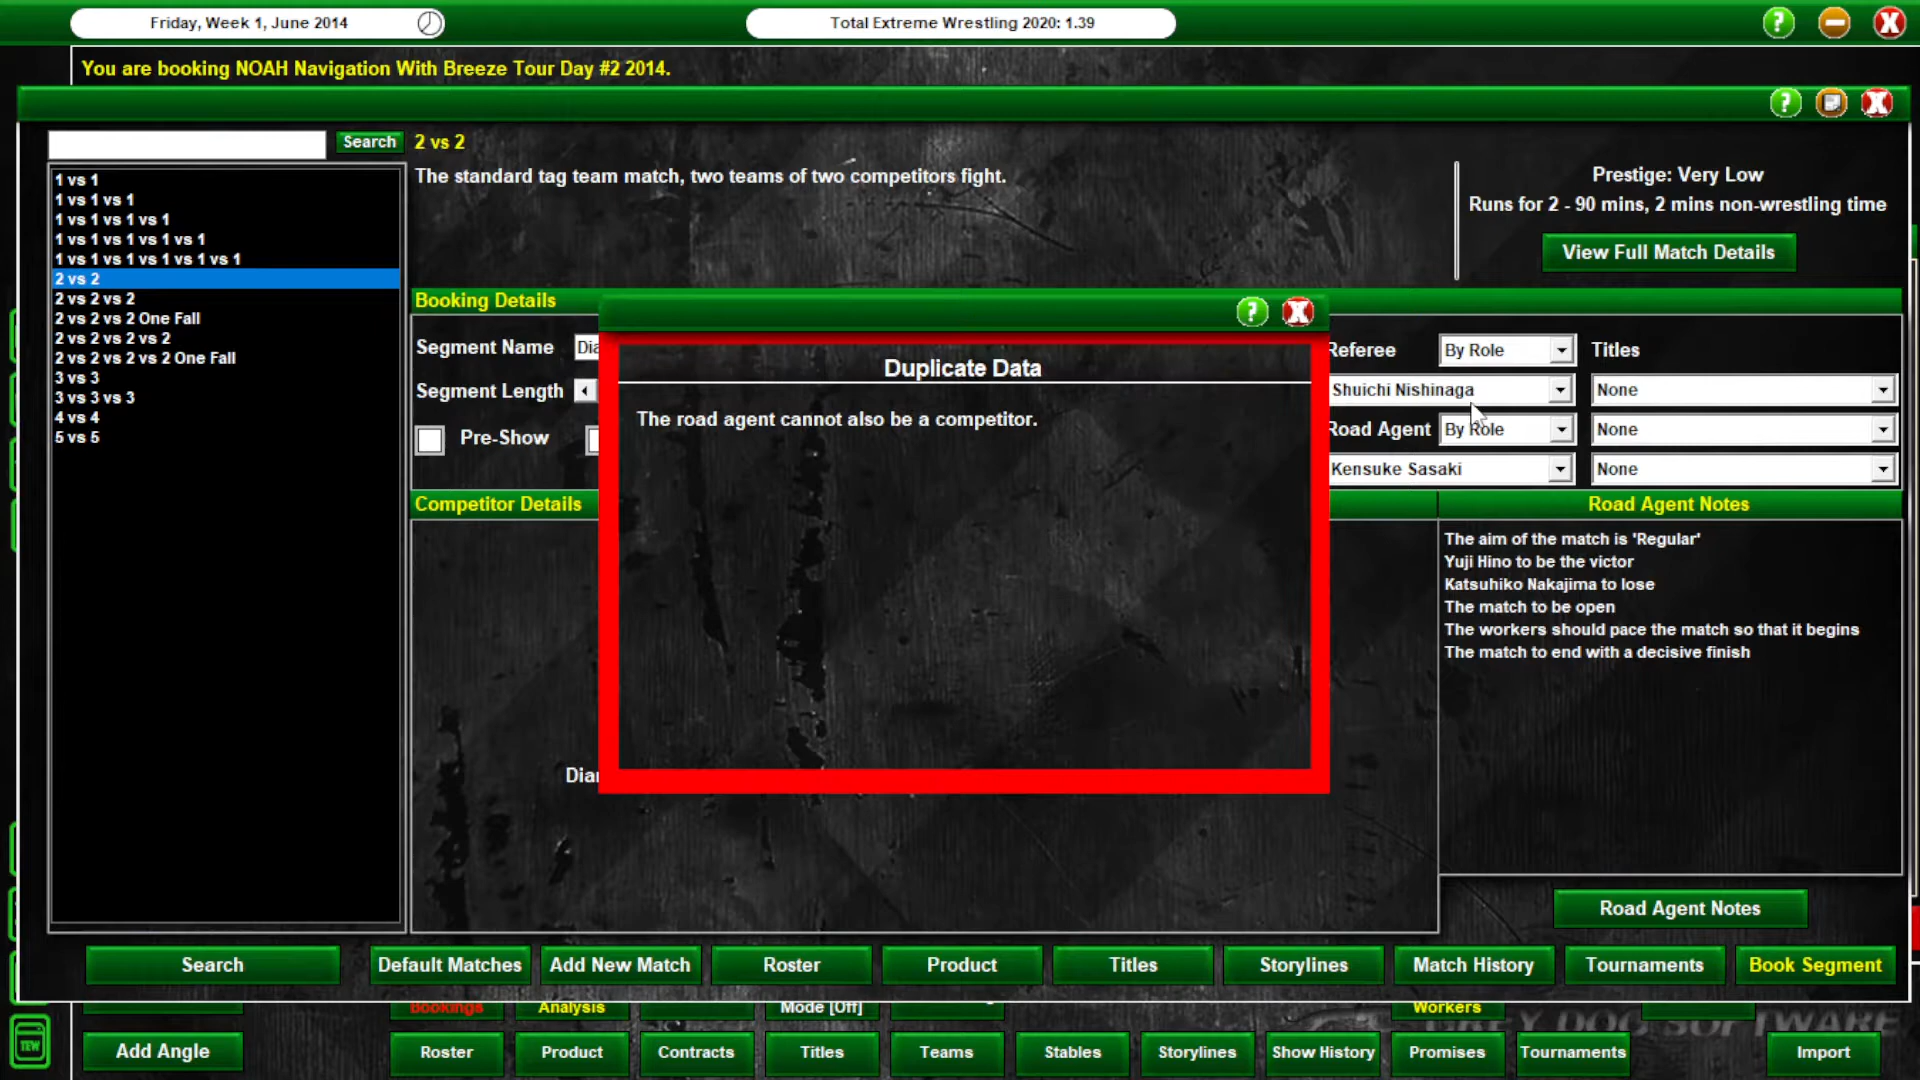 Friday, Week 1, June 2014
Total Extreme Wrestling 2020: 1.39
You are booking NOAH Navigation With Breeze Tour Day #2 2014.
Search
2 vs 2
The standard tag team match, two teams of two competitors fight.
Prestige: Very Low
Runs for 2 - 90 mins, 2 mins non-wrestling time
View Full Match Details
1 vs 1
1 vs 1 vs 1
1 vs 1 vs 1 vs 1
1 vs 1 vs 1 vs 1 vs 1
1 vs 1 vs 1 vs 1 vs 1 vs 1
2 vs 2
2 vs 2 vs 2
2 vs 2 vs 2 One Fall
2 vs 2 vs 2 vs 2
2 vs 2 vs 2 vs 2 One Fall
3 vs 3
3 vs 3 vs 3
4 vs 4
5 vs 5
Booking Details
Segment Name
Dia
Segment Length
Pre-Show
Referee
By Role
Titles
Shuichi Nishinaga
None
Road Agent
By Role
None
Kensuke Sasaki
None
Duplicate Data
The road agent cannot also be a competitor.
Competitor Details
Diar
Road Agent Notes
The aim of the match is 'Regular'
Yuji Hino to be the victor
Katsuhiko Nakajima to lose
The match to be open
The workers should pace the match so that it begins
The match to end with a decisive finish
Road Agent Notes
Search
Default Matches
Add New Match
Roster
Product
Titles
Storylines
Match History
Tournaments
Book Segment
Bookings
Analysis
Mode [Off]
Workers
GREY DOG SOFTWARE
TEW
Add Angle
Roster
Product
Contracts
Titles
Teams
Stables
Storylines
Show History
Promises
Tournaments
Import